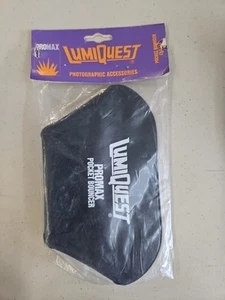 PROMAX
LUMIQUEST
PHOTOGRAPHIC ACCESSORIES
LUMIQUEST
PROMAX
POCKET BOUNCER